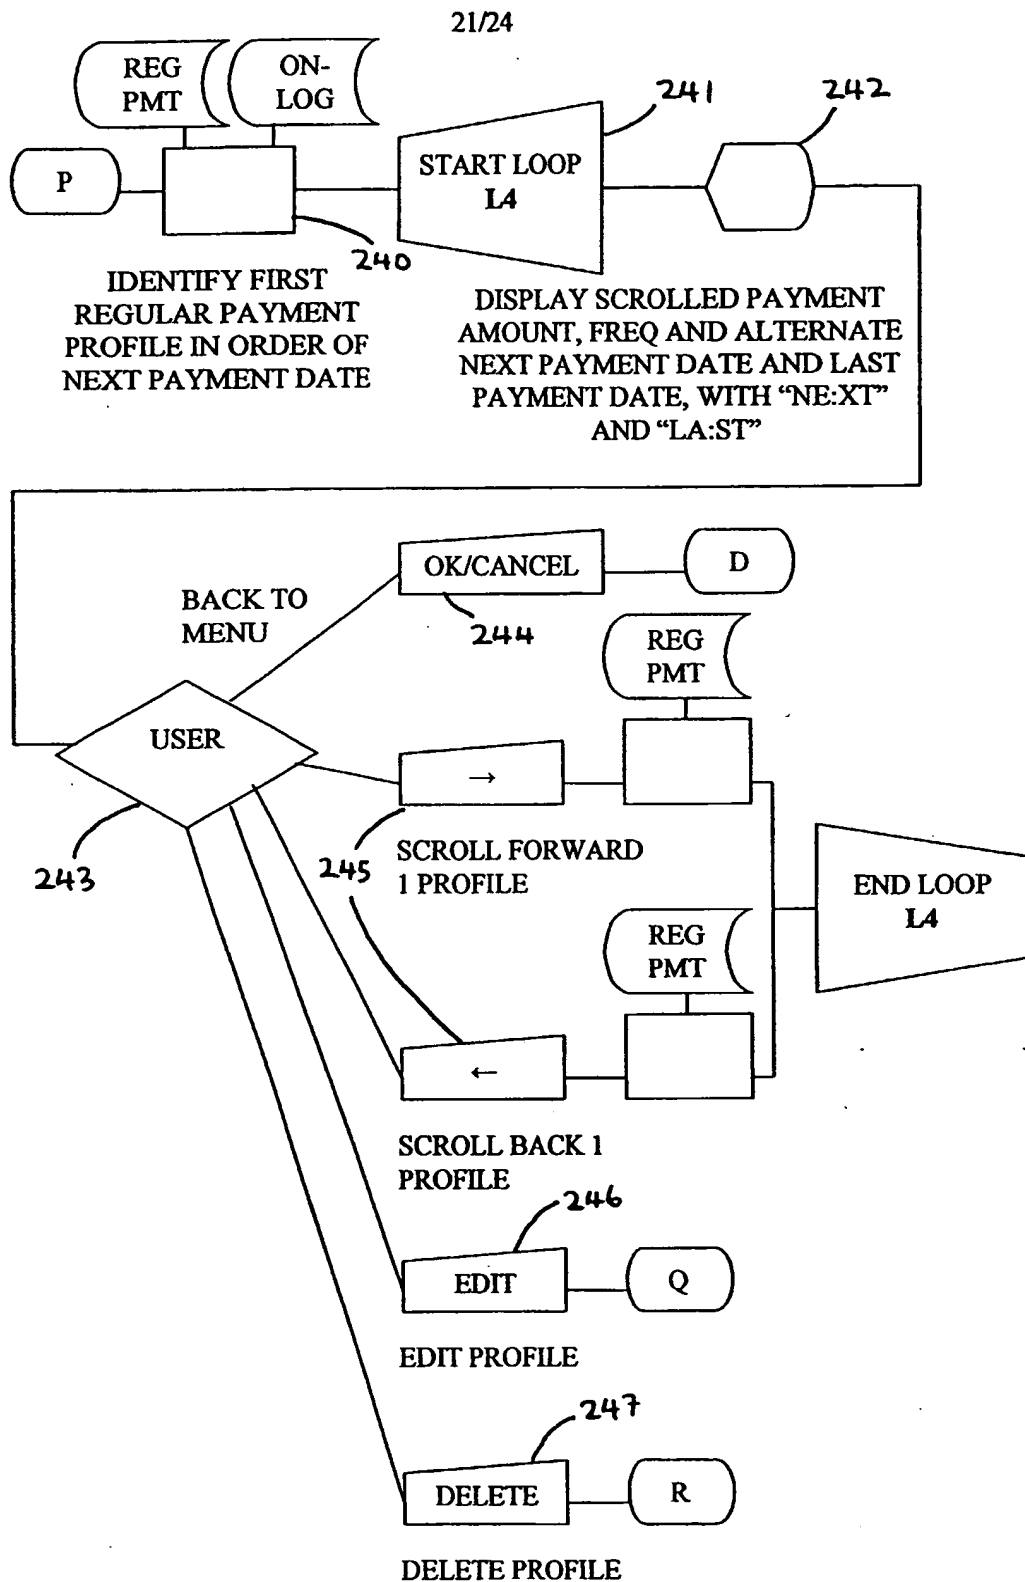 21/24
REG
PMT
ON-
LOG
241
242
P
START LOOP
L4
240
IDENTIFY FIRST
REGULAR PAYMENT
PROFILE IN ORDER OF
NEXT PAYMENT DATE
DISPLAY SCROLLED PAYMENT
AMOUNT, FREQ AND ALTERNATE
NEXT PAYMENT DATE AND LAST
PAYMENT DATE, WITH “NE:XT”
AND “LA:ST”
OK/CANCEL
D
BACK TO
MENU
244
REG
PMT
USER
→
243
245
SCROLL FORWARD
1 PROFILE
END LOOP
L4
REG
PMT
←
SCROLL BACK 1
PROFILE
246
EDIT
Q
EDIT PROFILE
247
DELETE
R
DELETE PROFILE